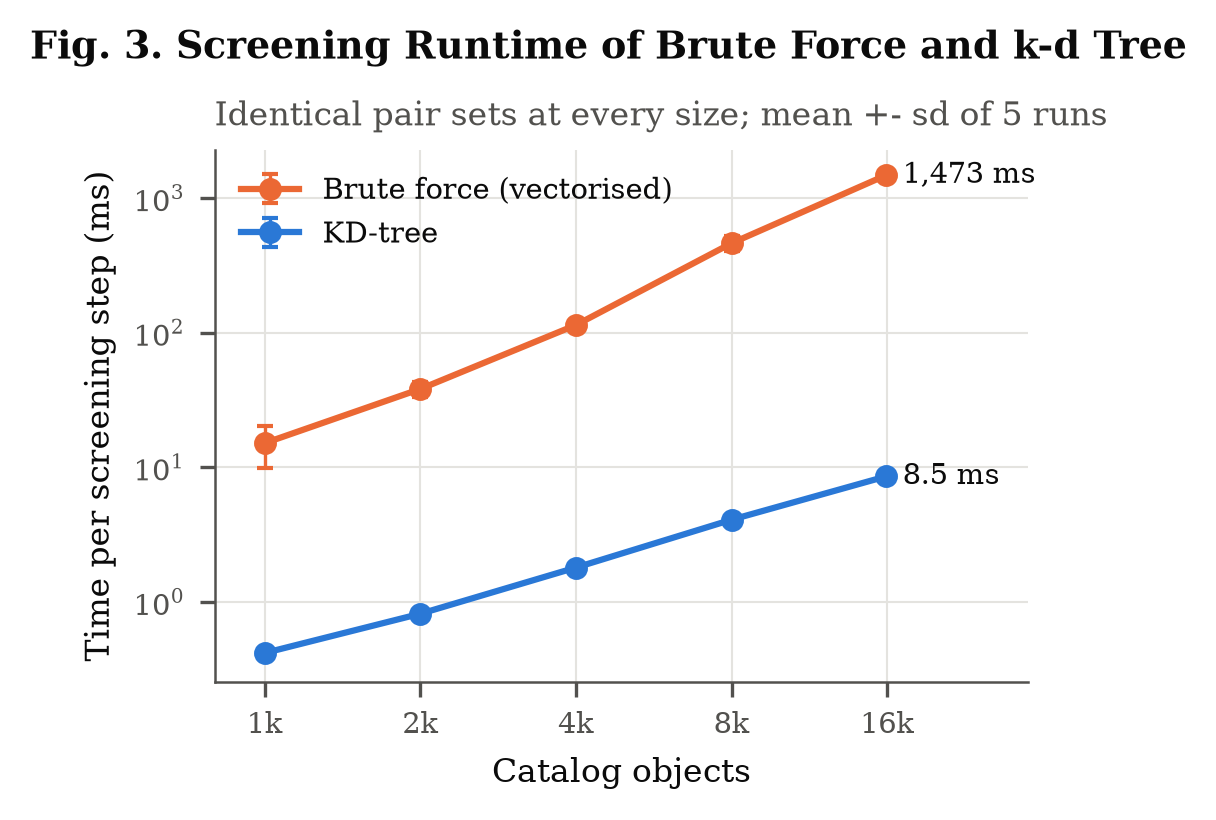 Fig. 3. Screening Runtime of Brute Force and k-d Tree
Identical pair sets at every size; mean +- sd of 5 runs
Brute force (vectorised)
KD-tree
1,473 ms
8.5 ms
Time per screening step (ms)
10³
10²
10¹
10⁰
1k 2k 4k 8k 16k
Catalog objects